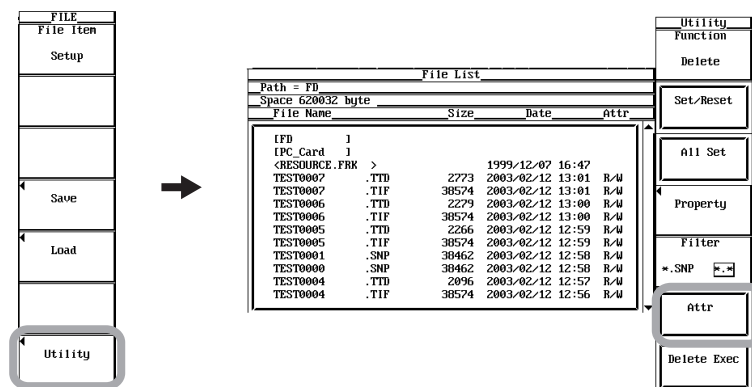 FILE
File Item
Setup
Save
Load
Utility
File List
Path = FD
Space 620032 byte
File Name Size Date Attr
[FD ]
[PC_Card ]
<RESOURCE.FRK > 1999/12/07 16:47
TEST0007 .TTD 2773 2003/02/12 13:01 R/W
TEST0007 .TIF 38574 2003/02/12 13:01 R/W
TEST0006 .TTD 2279 2003/02/12 13:00 R/W
TEST0006 .TIF 38574 2003/02/12 13:00 R/W
TEST0005 .TTD 2266 2003/02/12 12:59 R/W
TEST0005 .TIF 38574 2003/02/12 12:59 R/W
TEST0001 .SNP 38462 2003/02/12 12:58 R/W
TEST0000 .SNP 38462 2003/02/12 12:58 R/W
TEST0004 .TTD 2096 2003/02/12 12:57 R/W
TEST0004 .TIF 38574 2003/02/12 12:56 R/W
Utility
Function
Delete
Set/Reset
All Set
Property
Filter
*.SNP *.*
Attr
Delete Exec